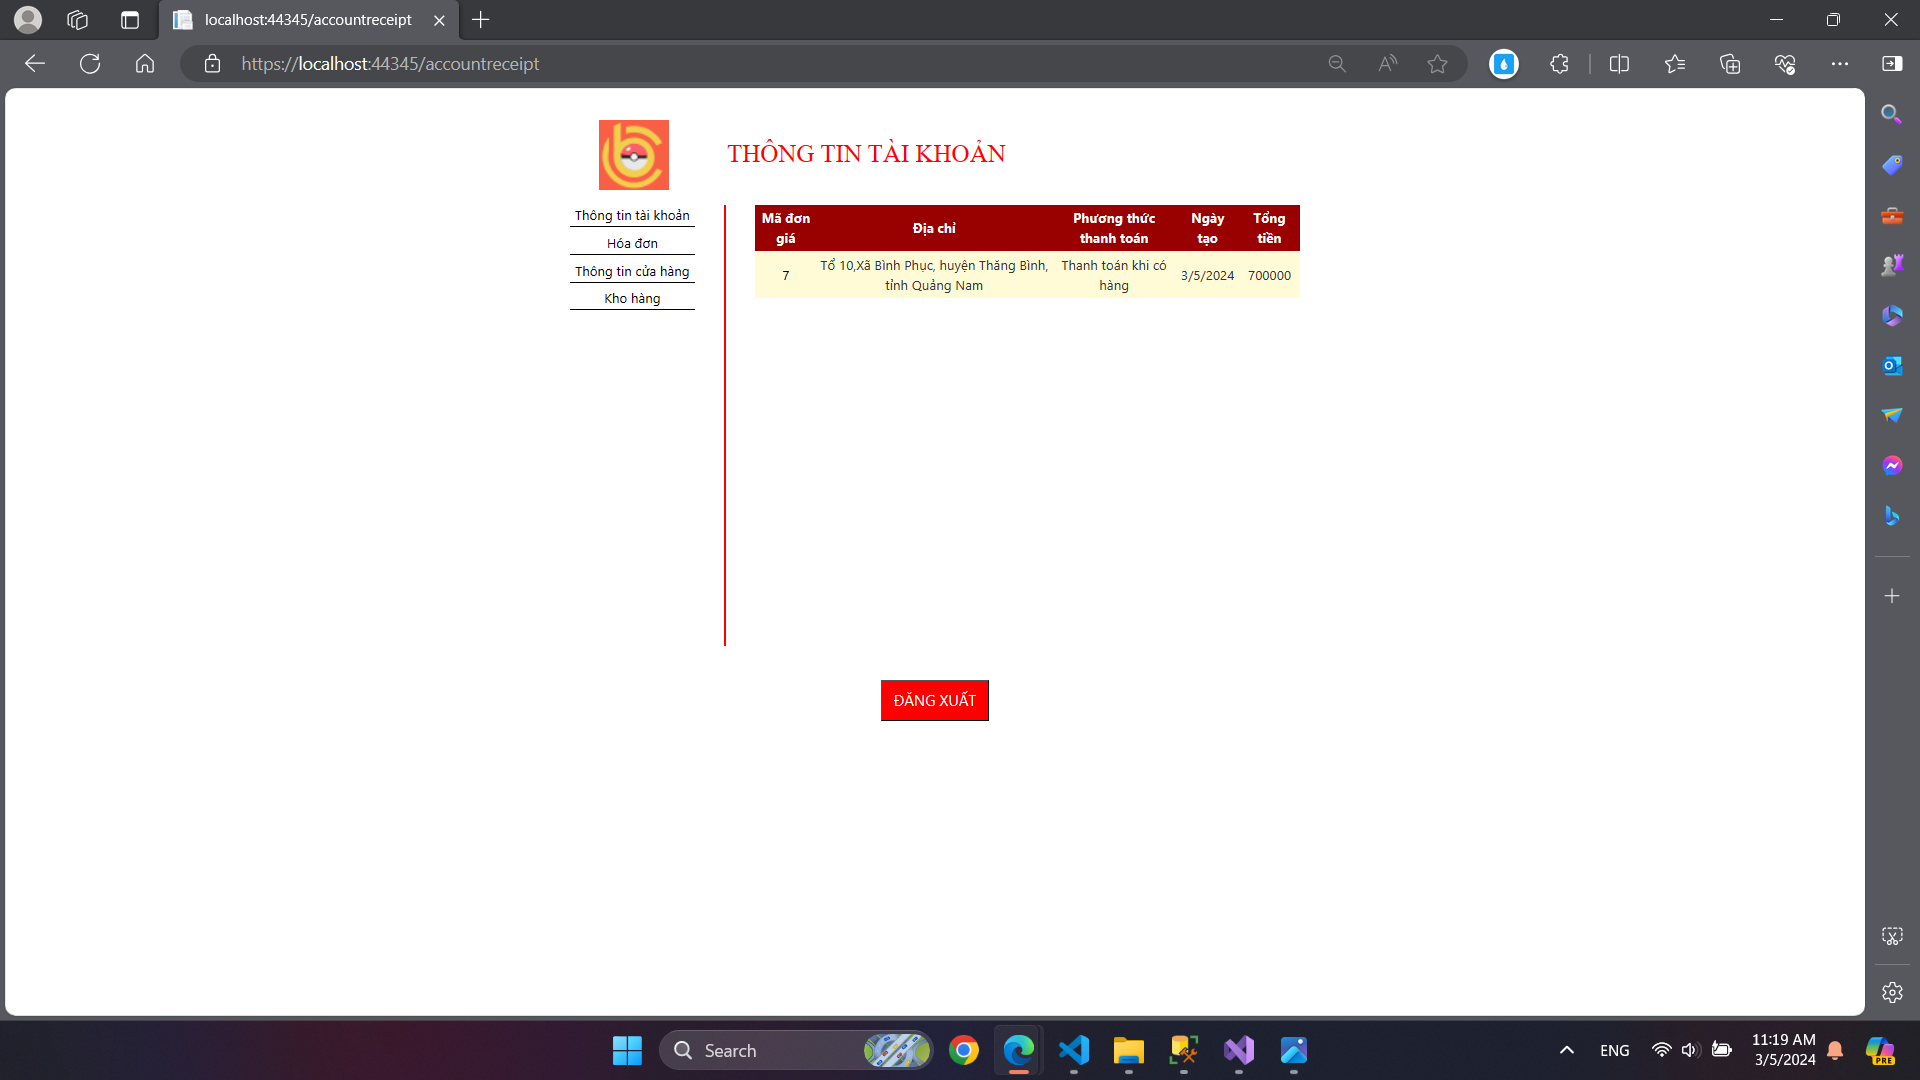 localhost:44345/accountreceipt
https://localhost:44345/accountreceipt
THÔNG TIN TÀI KHOẢN
Thông tin tài khoản
Hóa đơn
Thông tin cửa hàng
Kho hàng
Mã đơn giá
Địa chỉ
Phương thức thanh toán
Ngày tạo
Tổng tiền
7
Tổ 10,Xã Bình Phục, huyện Thăng Bình,
tỉnh Quảng Nam
Thanh toán khi có
hàng
3/5/2024
700000
ĐĂNG XUẤT
Search
ENG
11:19 AM
3/5/2024
PRE